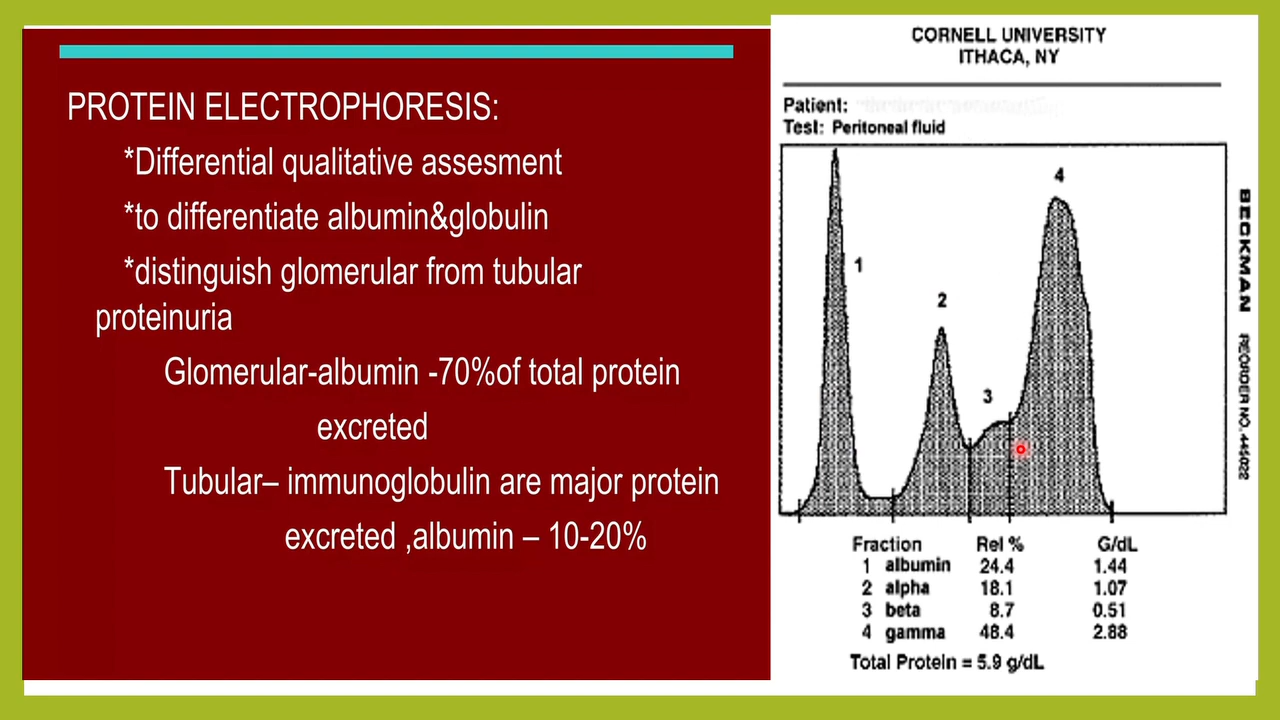 PROTEIN ELECTROPHORESIS:
*Differential qualitative assesment
*to differentiate albumin&globulin
*distinguish glomerular from tubular
proteinuria
Glomerular-albumin -70%of total protein
excreted
Tubular– immunoglobulin are major protein
excreted ,albumin – 10-20%
CORNELL UNIVERSITY
ITHACA, NY
Patient:
Test: Peritoneal fluid
1
2
3
4
BECKMAN REORDER NO. 445022
Fraction Rel % G/dL
1 albumin 24.4 1.44
2 alpha 18.1 1.07
3 beta 8.7 0.51
4 gamma 48.4 2.88
Total Protein = 5.9 g/dL